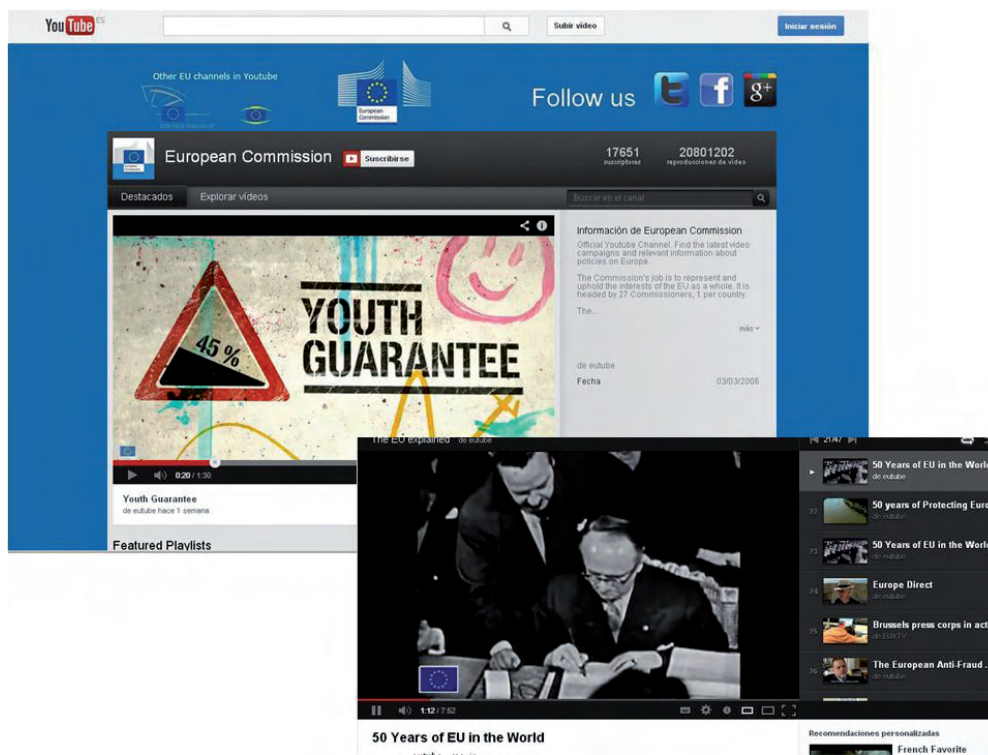 YouTube ES
Subir vídeo
Iniciar sesión
Other EU channels in Youtube
European
Commission
Follow us
g+
European Commission
Suscribirse
17651
suscriptores
20801202
reproducciones de vídeo
Destacados
Explorar vídeos
Buscar en el canal
45 %
YOUTH
GUARANTEE
0:20 / 1:30
Youth Guarantee
de eutube hace 1 semana
Featured Playlists
Información de European Commission
Official Youtube Channel. Find the latest video
campaigns and relevant information about
policies on Europe.
The Commission's job is to represent and
uphold the interests of the EU as a whole. It is
headed by 27 Commissioners, 1 per country.
The...
más
de eutube
Fecha
03/03/2006
The EU explained de eutube
21/47
1:12 / 7:52
50 Years of EU in the World
50 Years of EU in the World
de eutube
22
50 years of Protecting Euro
de eutube
23
50 Years of EU in the World
de eutube
24
Europe Direct
de eutube
25
Brussels press corps in act
26
The European Anti-Fraud ..
de eutube
Recomendaciones personalizadas
French Favorite